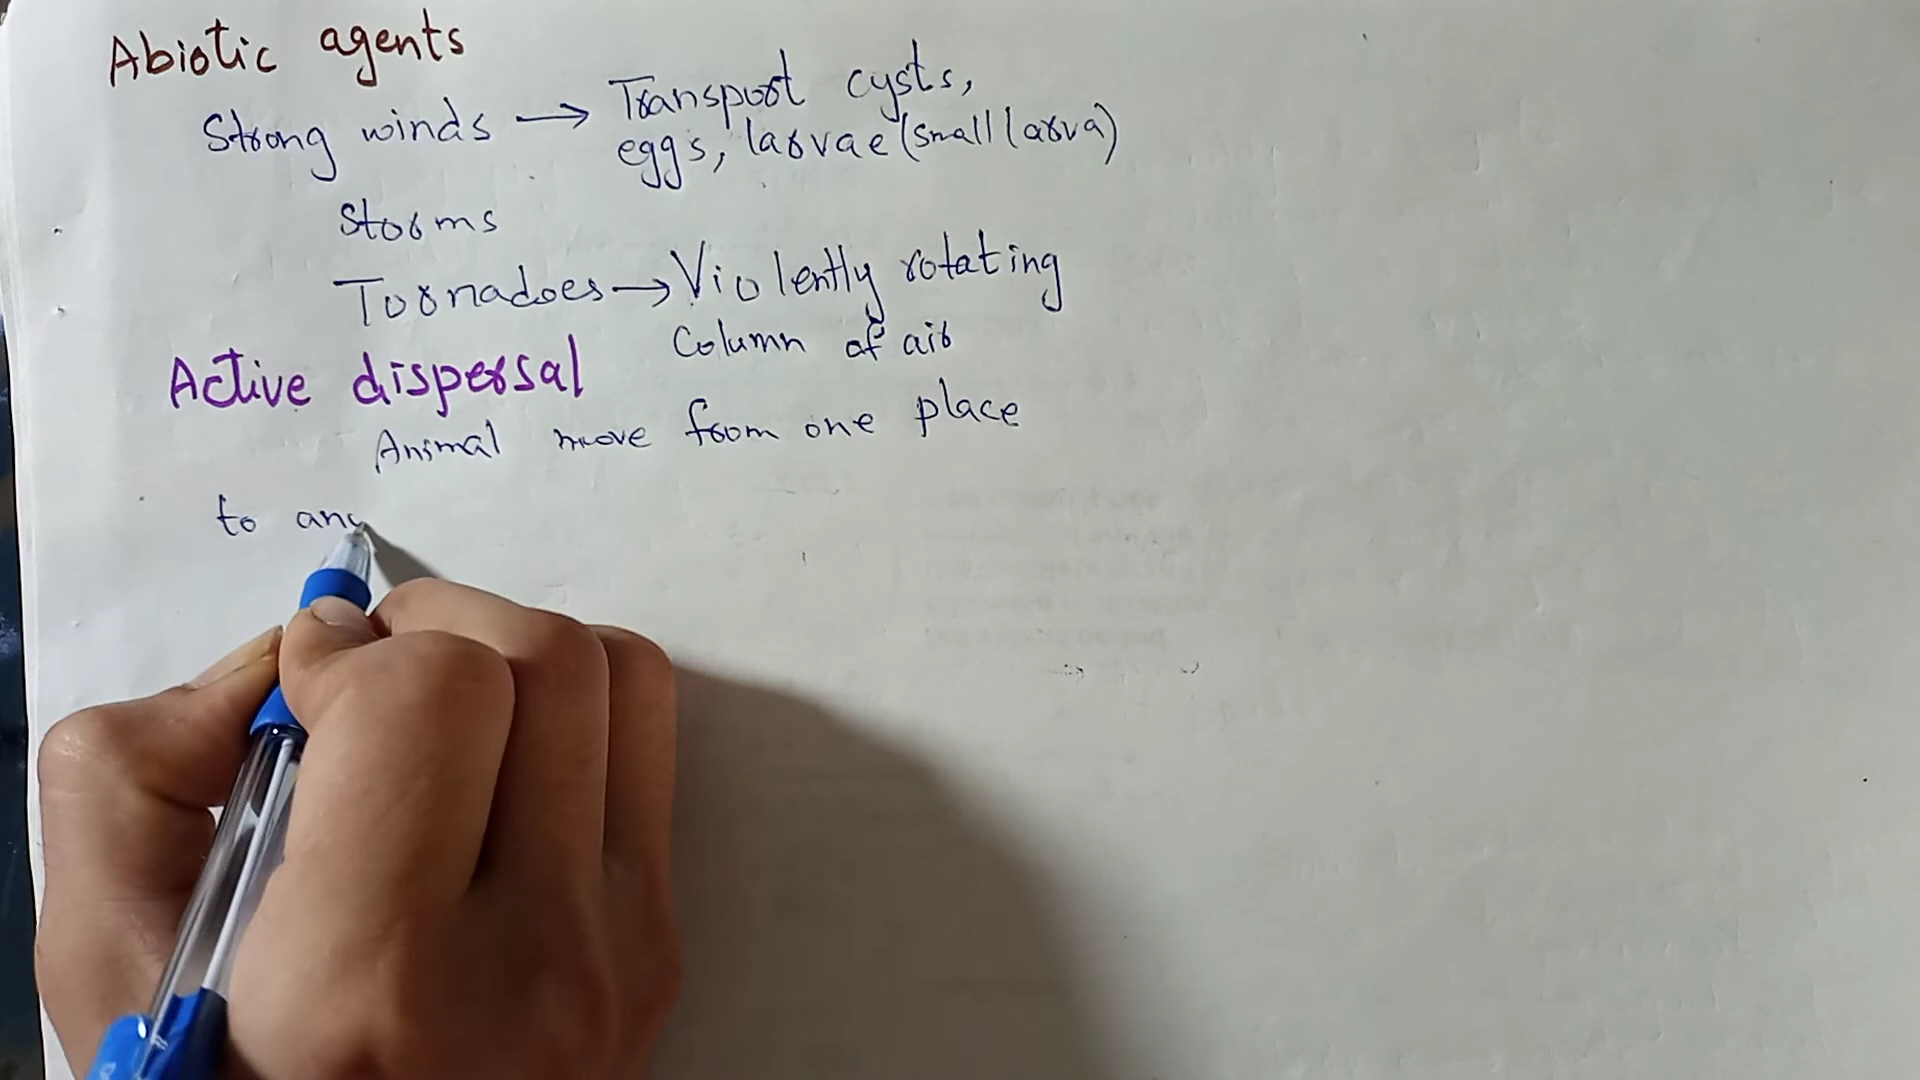 Abiotic agents
Strong winds → Transport cysts,
eggs, larvae (small larva)
Storms
Tornadoes → Violently rotating
Column of air
Active dispersal
Animal move from one place
to ano